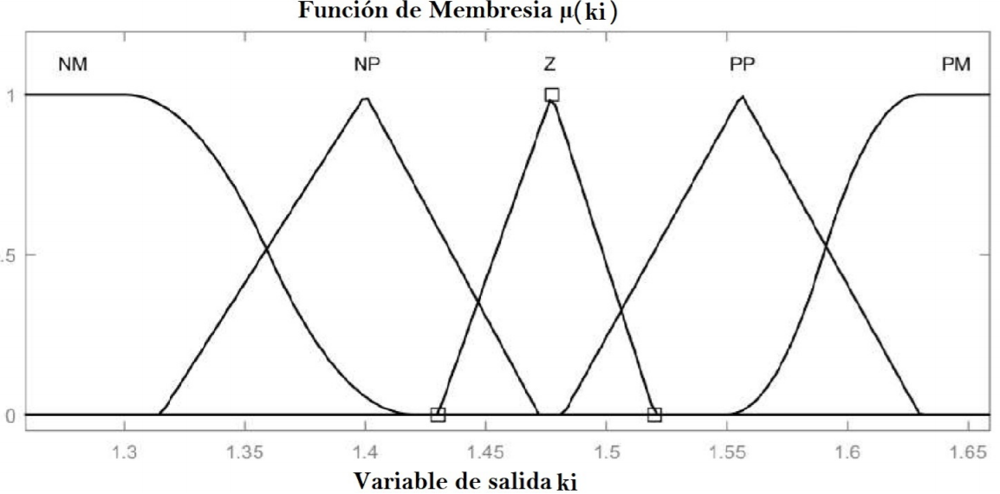 Función de Membresia μ(ki)
NM NP Z PP PM
1
.5
0
1.3 1.35 1.4 1.45 1.5 1.55 1.6 1.65
Variable de salida ki